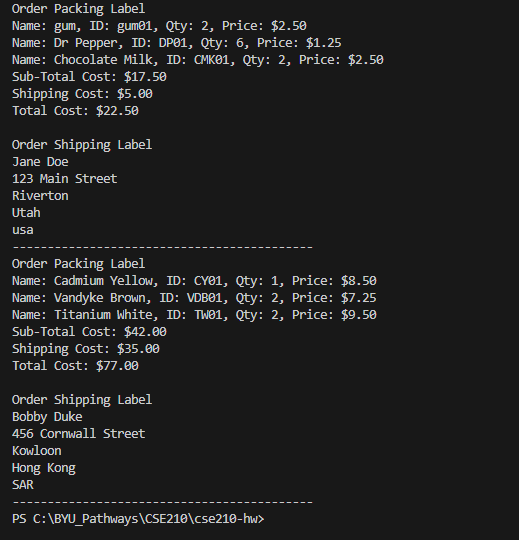 Order Packing Label
Name: gum, ID: gum01, Qty: 2, Price: $2.50
Name: Dr Pepper, ID: DP01, Qty: 6, Price: $1.25
Name: Chocolate Milk, ID: CMK01, Qty: 2, Price: $2.50
Sub-Total Cost: $17.50
Shipping Cost: $5.00
Total Cost: $22.50

Order Shipping Label
Jane Doe
123 Main Street
Riverton
Utah
usa
-------------------------------------------
Order Packing Label
Name: Cadmium Yellow, ID: CY01, Qty: 1, Price: $8.50
Name: Vandyke Brown, ID: VDB01, Qty: 2, Price: $7.25
Name: Titanium White, ID: TW01, Qty: 2, Price: $9.50
Sub-Total Cost: $42.00
Shipping Cost: $35.00
Total Cost: $77.00

Order Shipping Label
Bobby Duke
456 Cornwall Street
Kowloon
Hong Kong
SAR
-------------------------------------------
PS C:\BYU_Pathways\CSE210\cse210-hw>